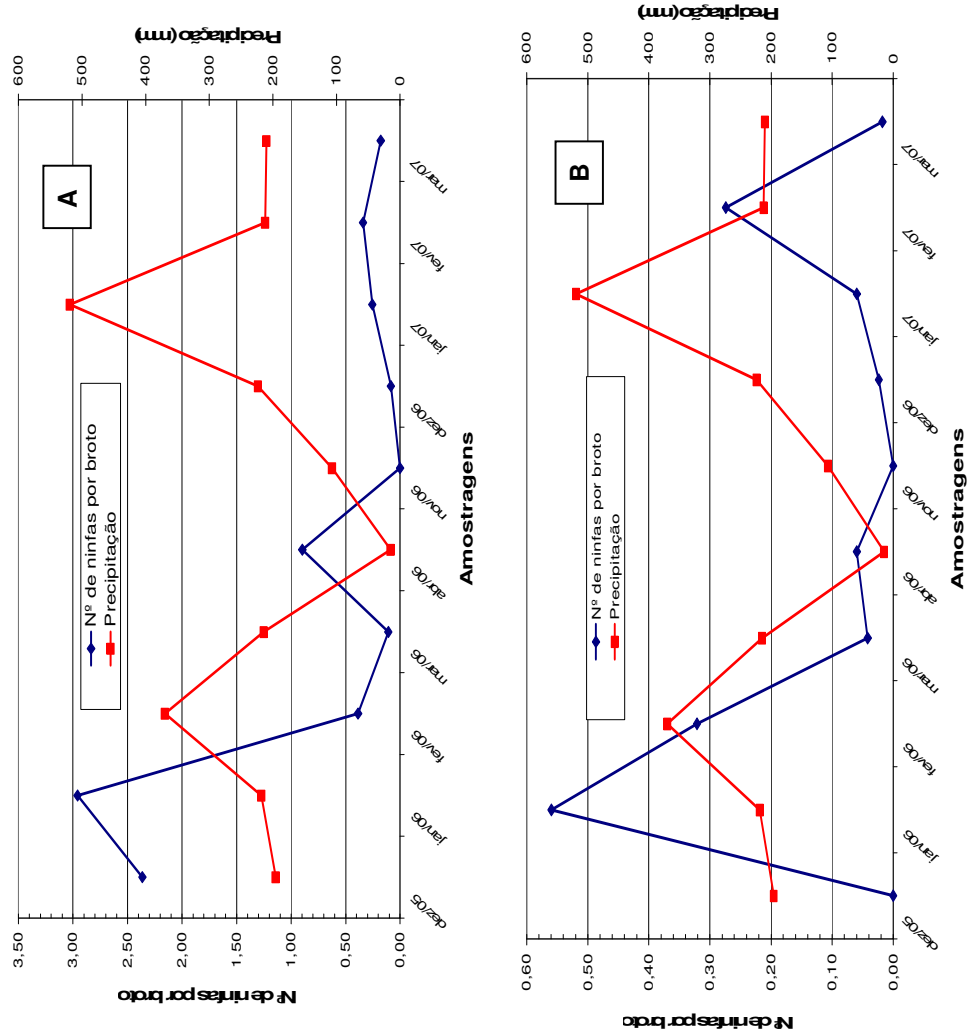 A
Nº de ninfas por broto
Precipitação
Nº de ninfas por broto
3,50
3,00
2,50
2,00
1,50
1,00
0,50
0,00
Precipitação (mm)
600
500
400
300
200
100
0
dez/05
jan/06
fev/06
mar/06
abr/06
nov/06
dez/06
jan/07
fev/07
mar/07
Amostragens
B
Nº de ninfas por broto
Precipitação
Nº de ninfas por broto
0,60
0,50
0,40
0,30
0,20
0,10
0,00
Precipitação (mm)
600
500
400
300
200
100
0
dez/05
jan/06
fev/06
mar/06
abr/06
nov/06
dez/06
jan/07
fev/07
mar/07
Amostragens